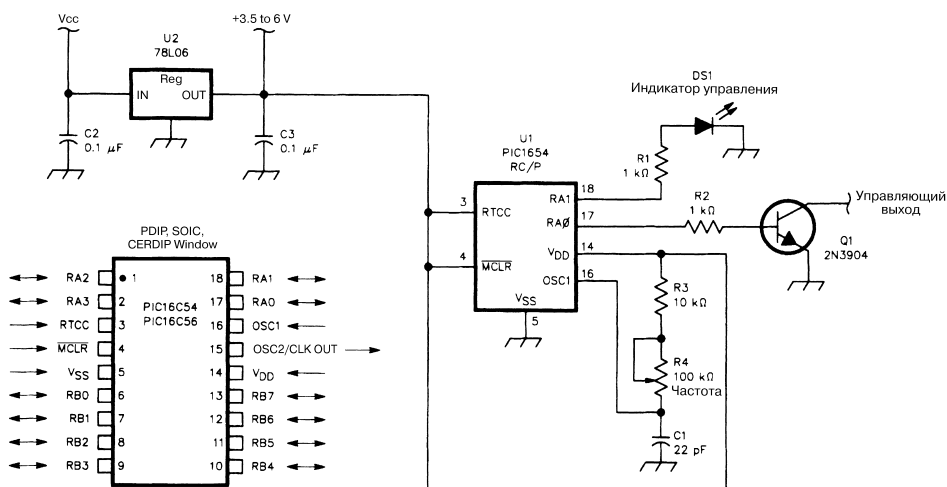 Vcc
+3.5 to 6 V
U2
78L06
Reg
IN
OUT
C2
0.1 μF
C3
0.1 μF
DS1
Индикатор управления
U1
PIC1654
RC/P
R1
1 kΩ
3
RTCC
RA1
18
RAØ
17
R2
1 kΩ
Управляющий
выход
Q1
2N3904
4
MCLR
VDD
14
OSC1
16
VSS
5
R3
10 kΩ
R4
100 kΩ
Частота
C1
22 pF
PDIP, SOIC,
CERDIP Window
PIC16C54
PIC16C56
RA2 1 18 RA1
RA3 2 17 RA0
RTCC 3 16 OSC1
MCLR 4 15 OSC2/CLK OUT
VSS 5 14 VDD
RB0 6 13 RB7
RB1 7 12 RB6
RB2 8 11 RB5
RB3 9 10 RB4